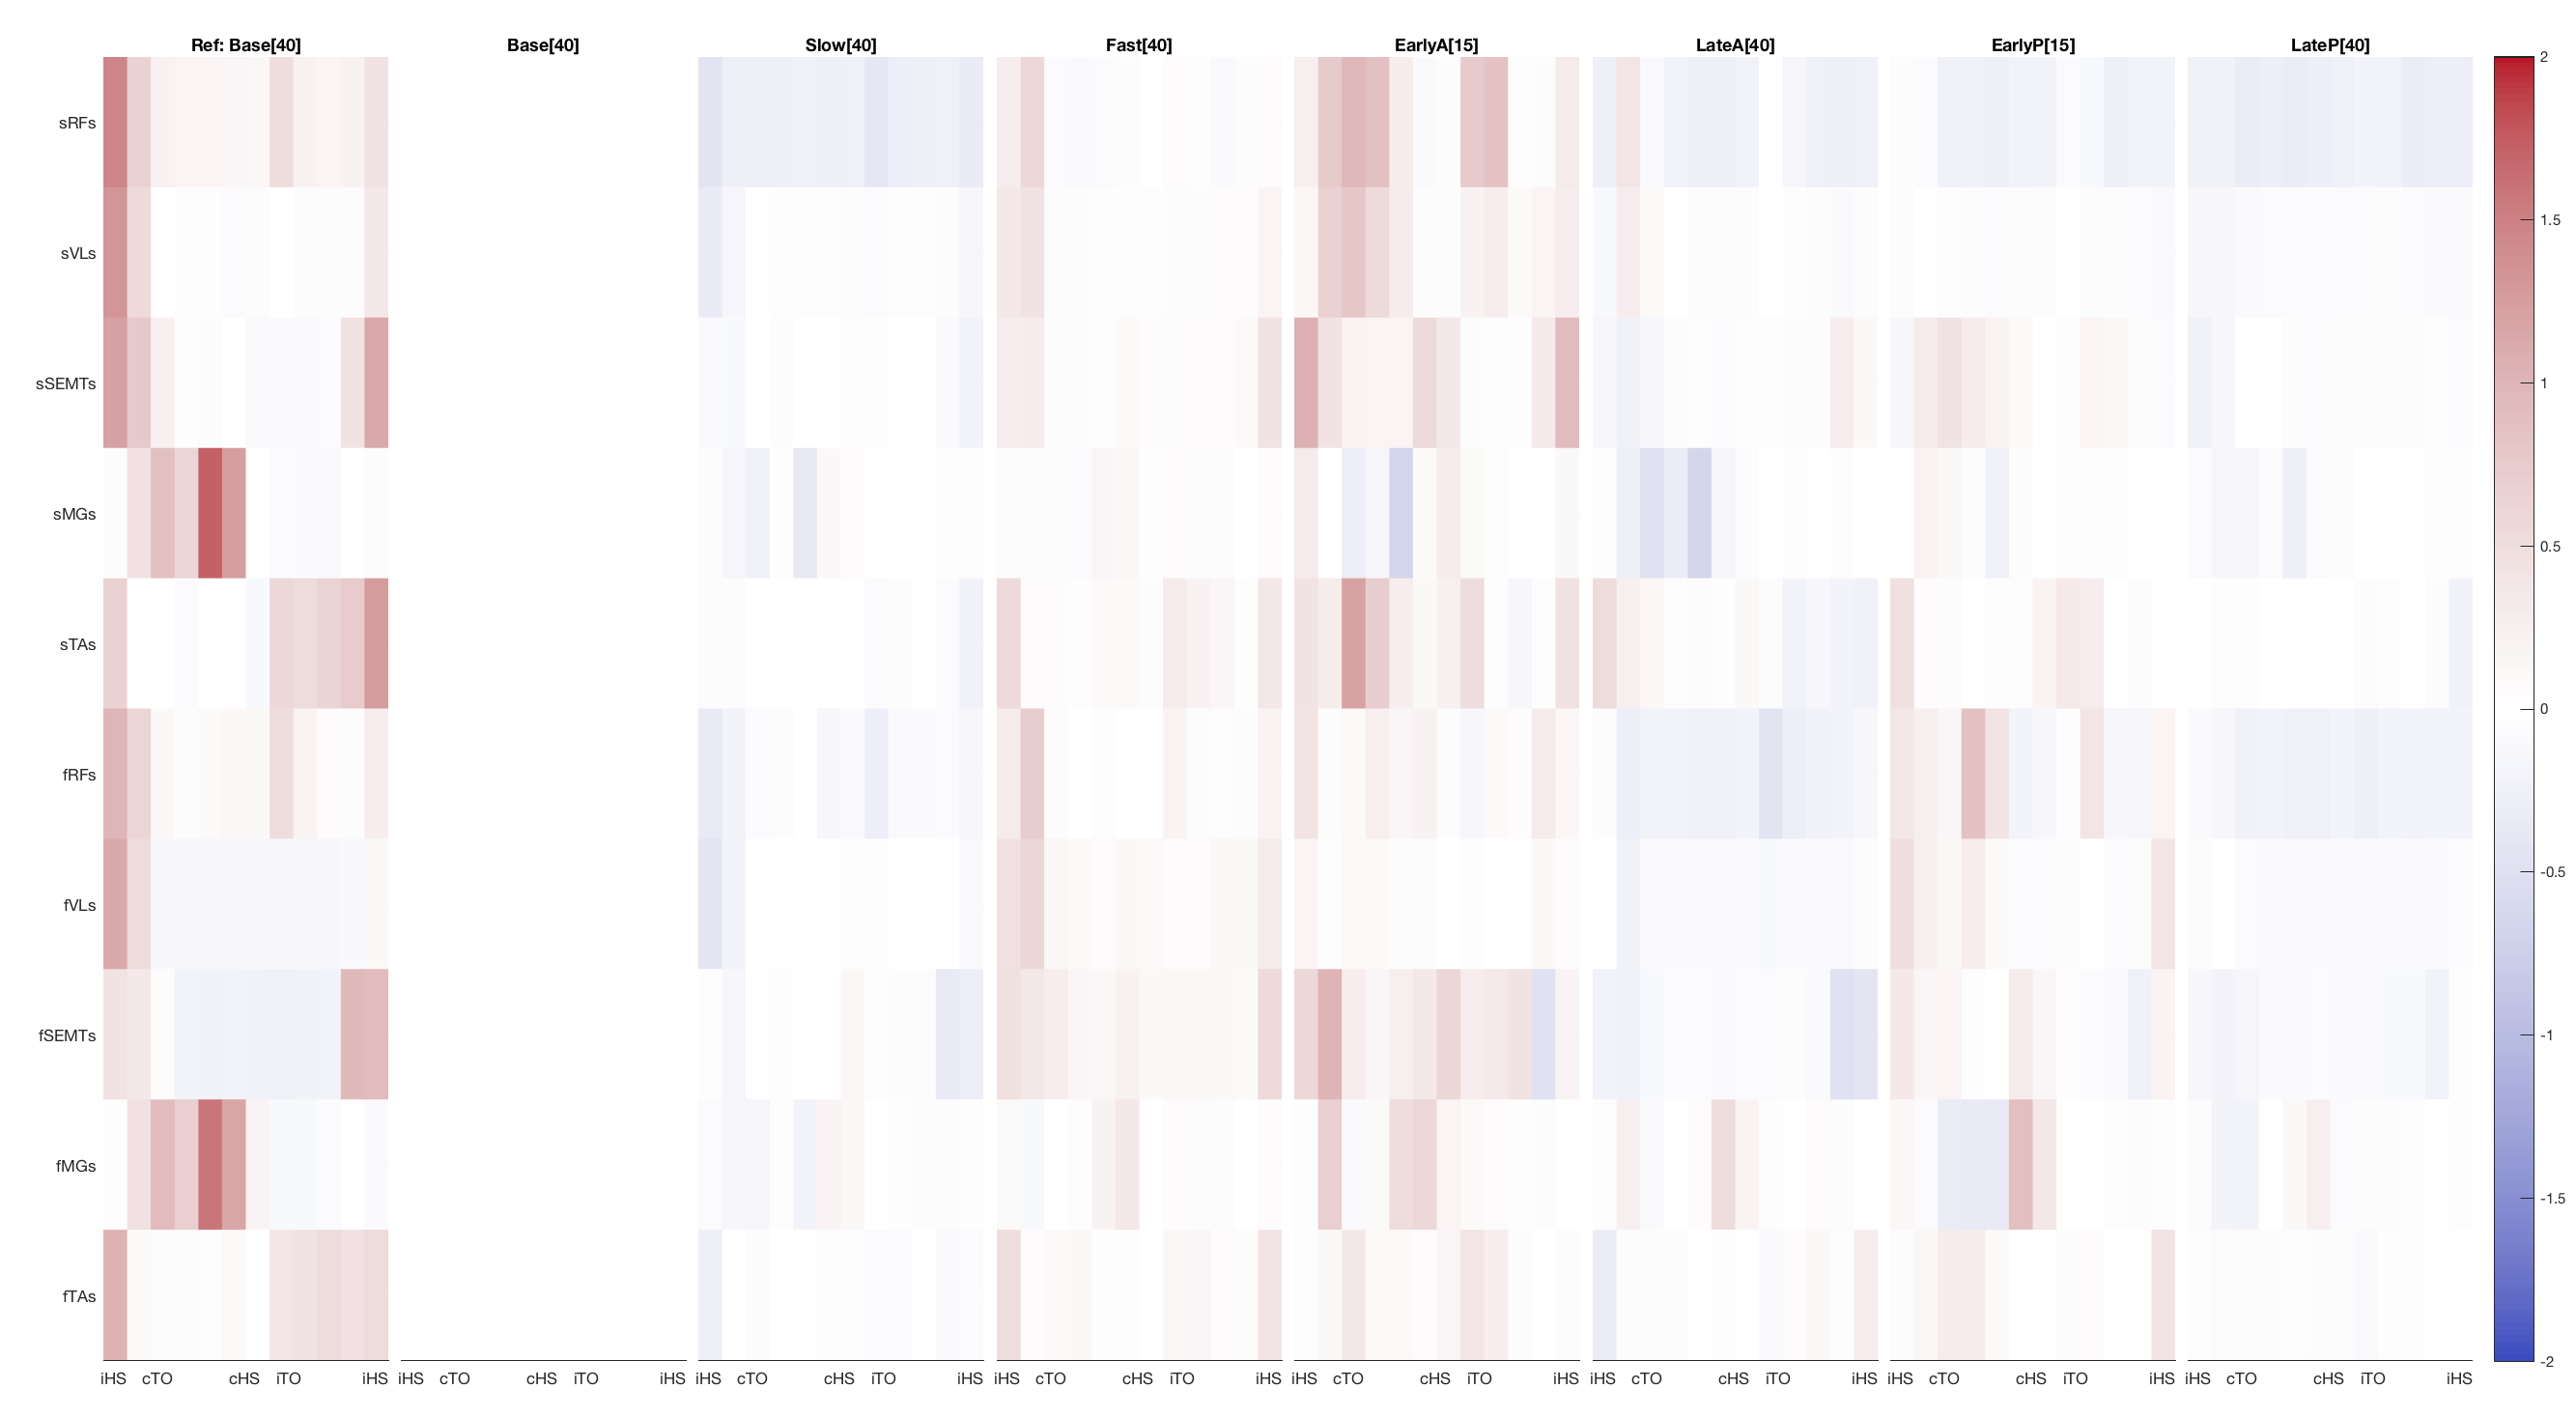 Ref: Base[40] Base[40] Slow[40] Fast[40] EarlyA[15] LateA[40] EarlyP[15] LateP[40]
sRFs
sVLs
sSEMTs
sMGs
sTAs
fRFs
fVLs
fSEMTs
fMGs
fTAs
iHS cTO cHS iTO iHS iHS cTO cHS iTO iHS iHS cTO cHS iTO iHS iHS cTO cHS iTO iHS iHS cTO cHS iTO iHS iHS cTO cHS iTO iHS iHS cTO cHS iTO iHS iHS cTO cHS iTO iHS
2
1.5
1
0.5
0
-0.5
-1
-1.5
-2